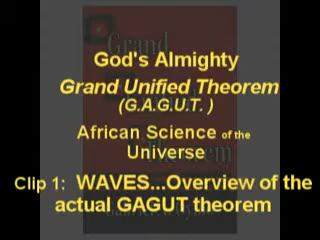 God's Almighty
Grand Unified Theorem
(G.A.G.U.T. )
African Science of the
Universe
Clip 1: WAVES...Overview of the
actual GAGUT theorem